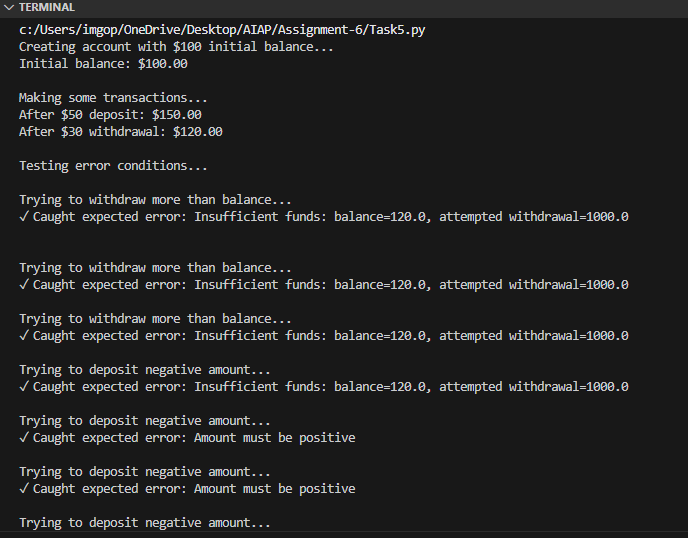 TERMINAL
c:/Users/imgop/OneDrive/Desktop/AIAP/Assignment-6/Task5.py
Creating account with $100 initial balance...
Initial balance: $100.00
Making some transactions...
After $50 deposit: $150.00
After $30 withdrawal: $120.00
Testing error conditions...
Trying to withdraw more than balance...
✓ Caught expected error: Insufficient funds: balance=120.0, attempted withdrawal=1000.0
Trying to withdraw more than balance...
✓ Caught expected error: Insufficient funds: balance=120.0, attempted withdrawal=1000.0
Trying to withdraw more than balance...
✓ Caught expected error: Insufficient funds: balance=120.0, attempted withdrawal=1000.0
Trying to deposit negative amount...
✓ Caught expected error: Insufficient funds: balance=120.0, attempted withdrawal=1000.0
Trying to deposit negative amount...
✓ Caught expected error: Amount must be positive
Trying to deposit negative amount...
✓ Caught expected error: Amount must be positive
Trying to deposit negative amount...